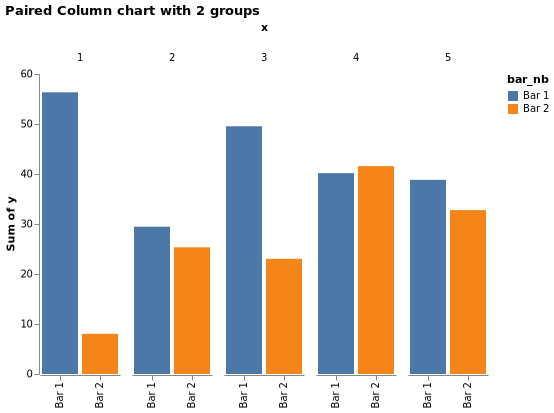 Paired Column chart with 2 groups
x
1 2 3 4 5
60
50
40
30
20
10
0
Sum of y
Bar 1 Bar 2 Bar 1 Bar 2 Bar 1 Bar 2 Bar 1 Bar 2 Bar 1 Bar 2
bar_nb
Bar 1
Bar 2